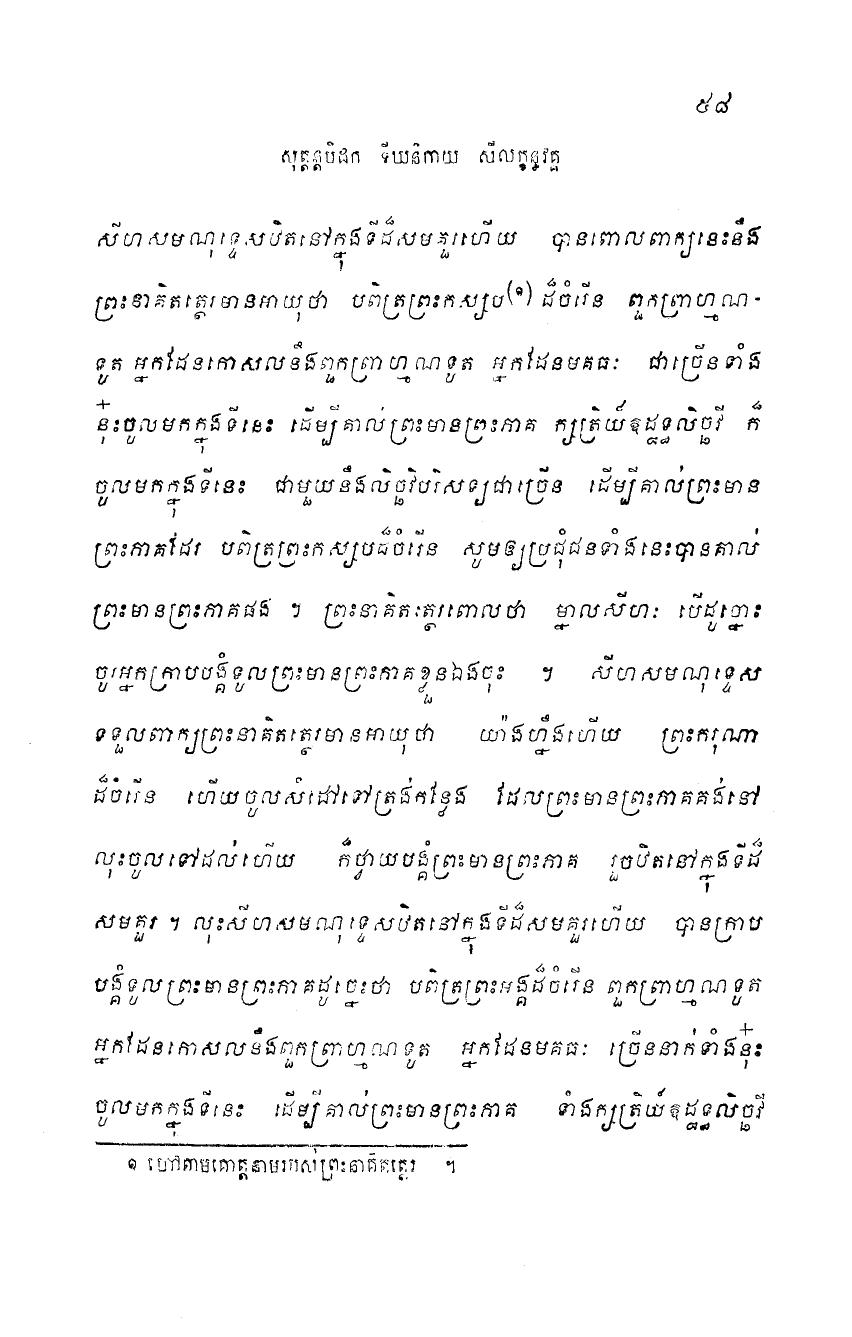 ៥៨
សុត្តន្តបិដក ទីឃនិកាយ សីលក្ខន្ធវគ្គ
សីហសមណុទ្ទេសឋិតនៅក្នុងទីដ៏សមគួរហើយ បានពោលពាក្យនេះនឹង
ព្រះនាគិតត្ថេរមានអាយុថា បពិត្រព្រះកស្សប(១) ដ៏ចំរើន ពួកព្រាហ្មណ-
ទូត អ្នកដែនកោសលនឹងពួកព្រាហ្មណទូត អ្នកដែនមគធៈ ជាច្រើនទាំង
នុ៎ះចូលមកក្នុងទីនេះ ដើម្បីគាល់ព្រះមានព្រះភាគ ក្សត្រិយ៍ឱដ្ឋទ្ធលិច្ឆវី ក៏
ចូលមកក្នុងទីនេះ ជាមួយនឹងលិច្ឆវិបរិសទ្យជាច្រើន ដើម្បីគាល់ព្រះមាន
ព្រះភាគដែរ បពិត្រព្រះកស្សបដ៏ចំរើន សូមឲ្យប្រជុំជនទាំងនេះបានគាល់
ព្រះមានព្រះភាគផង ។ ព្រះនាគិតៈត្ថេរពោលថា ម្នាលសីហៈ បើដូច្នោះ
ចូរអ្នកក្រាបបង្គំទូលព្រះមានព្រះភាគខ្លួនឯងចុះ ។ សីហសមណុទ្ទេស
ទទួលពាក្យព្រះនាគិតត្ថេរមានអាយុថា យ៉ាងហ្នឹងហើយ ព្រះករុណា
ដ៏ចំរើន ហើយចូលសំដៅទៅត្រង់កន្លែង ដែលព្រះមានព្រះភាគគង់នៅ
លុះចូលទៅដល់ហើយ ក៏ថ្វាយបង្គំព្រះមានព្រះភាគ រួចឋិតនៅក្នុងទីដ៏
សមគួរ ។ លុះសីហសមណុទ្ទេសឋិតនៅក្នុងទីដ៏សមគួរហើយ បានក្រាប
បង្គំទូលព្រះមានព្រះភាគដូច្នេះថា បពិត្រព្រះអង្គដ៏ចំរើន ពួកព្រាហ្មណទូត
អ្នកដែនកោសលនឹងពួកព្រាហ្មណទូត អ្នកដែនមគធៈ ច្រើននាក់ទាំងនុ៎ះ
ចូលមកក្នុងទីនេះ ដើម្បីគាល់ព្រះមានព្រះភាគ ទាំងក្សត្រិយ៍ឱដ្ឋទ្ធលិច្ឆវី
១ ហៅតាមគោត្តនាមរបស់ព្រះនាគិតត្ថេរ ។